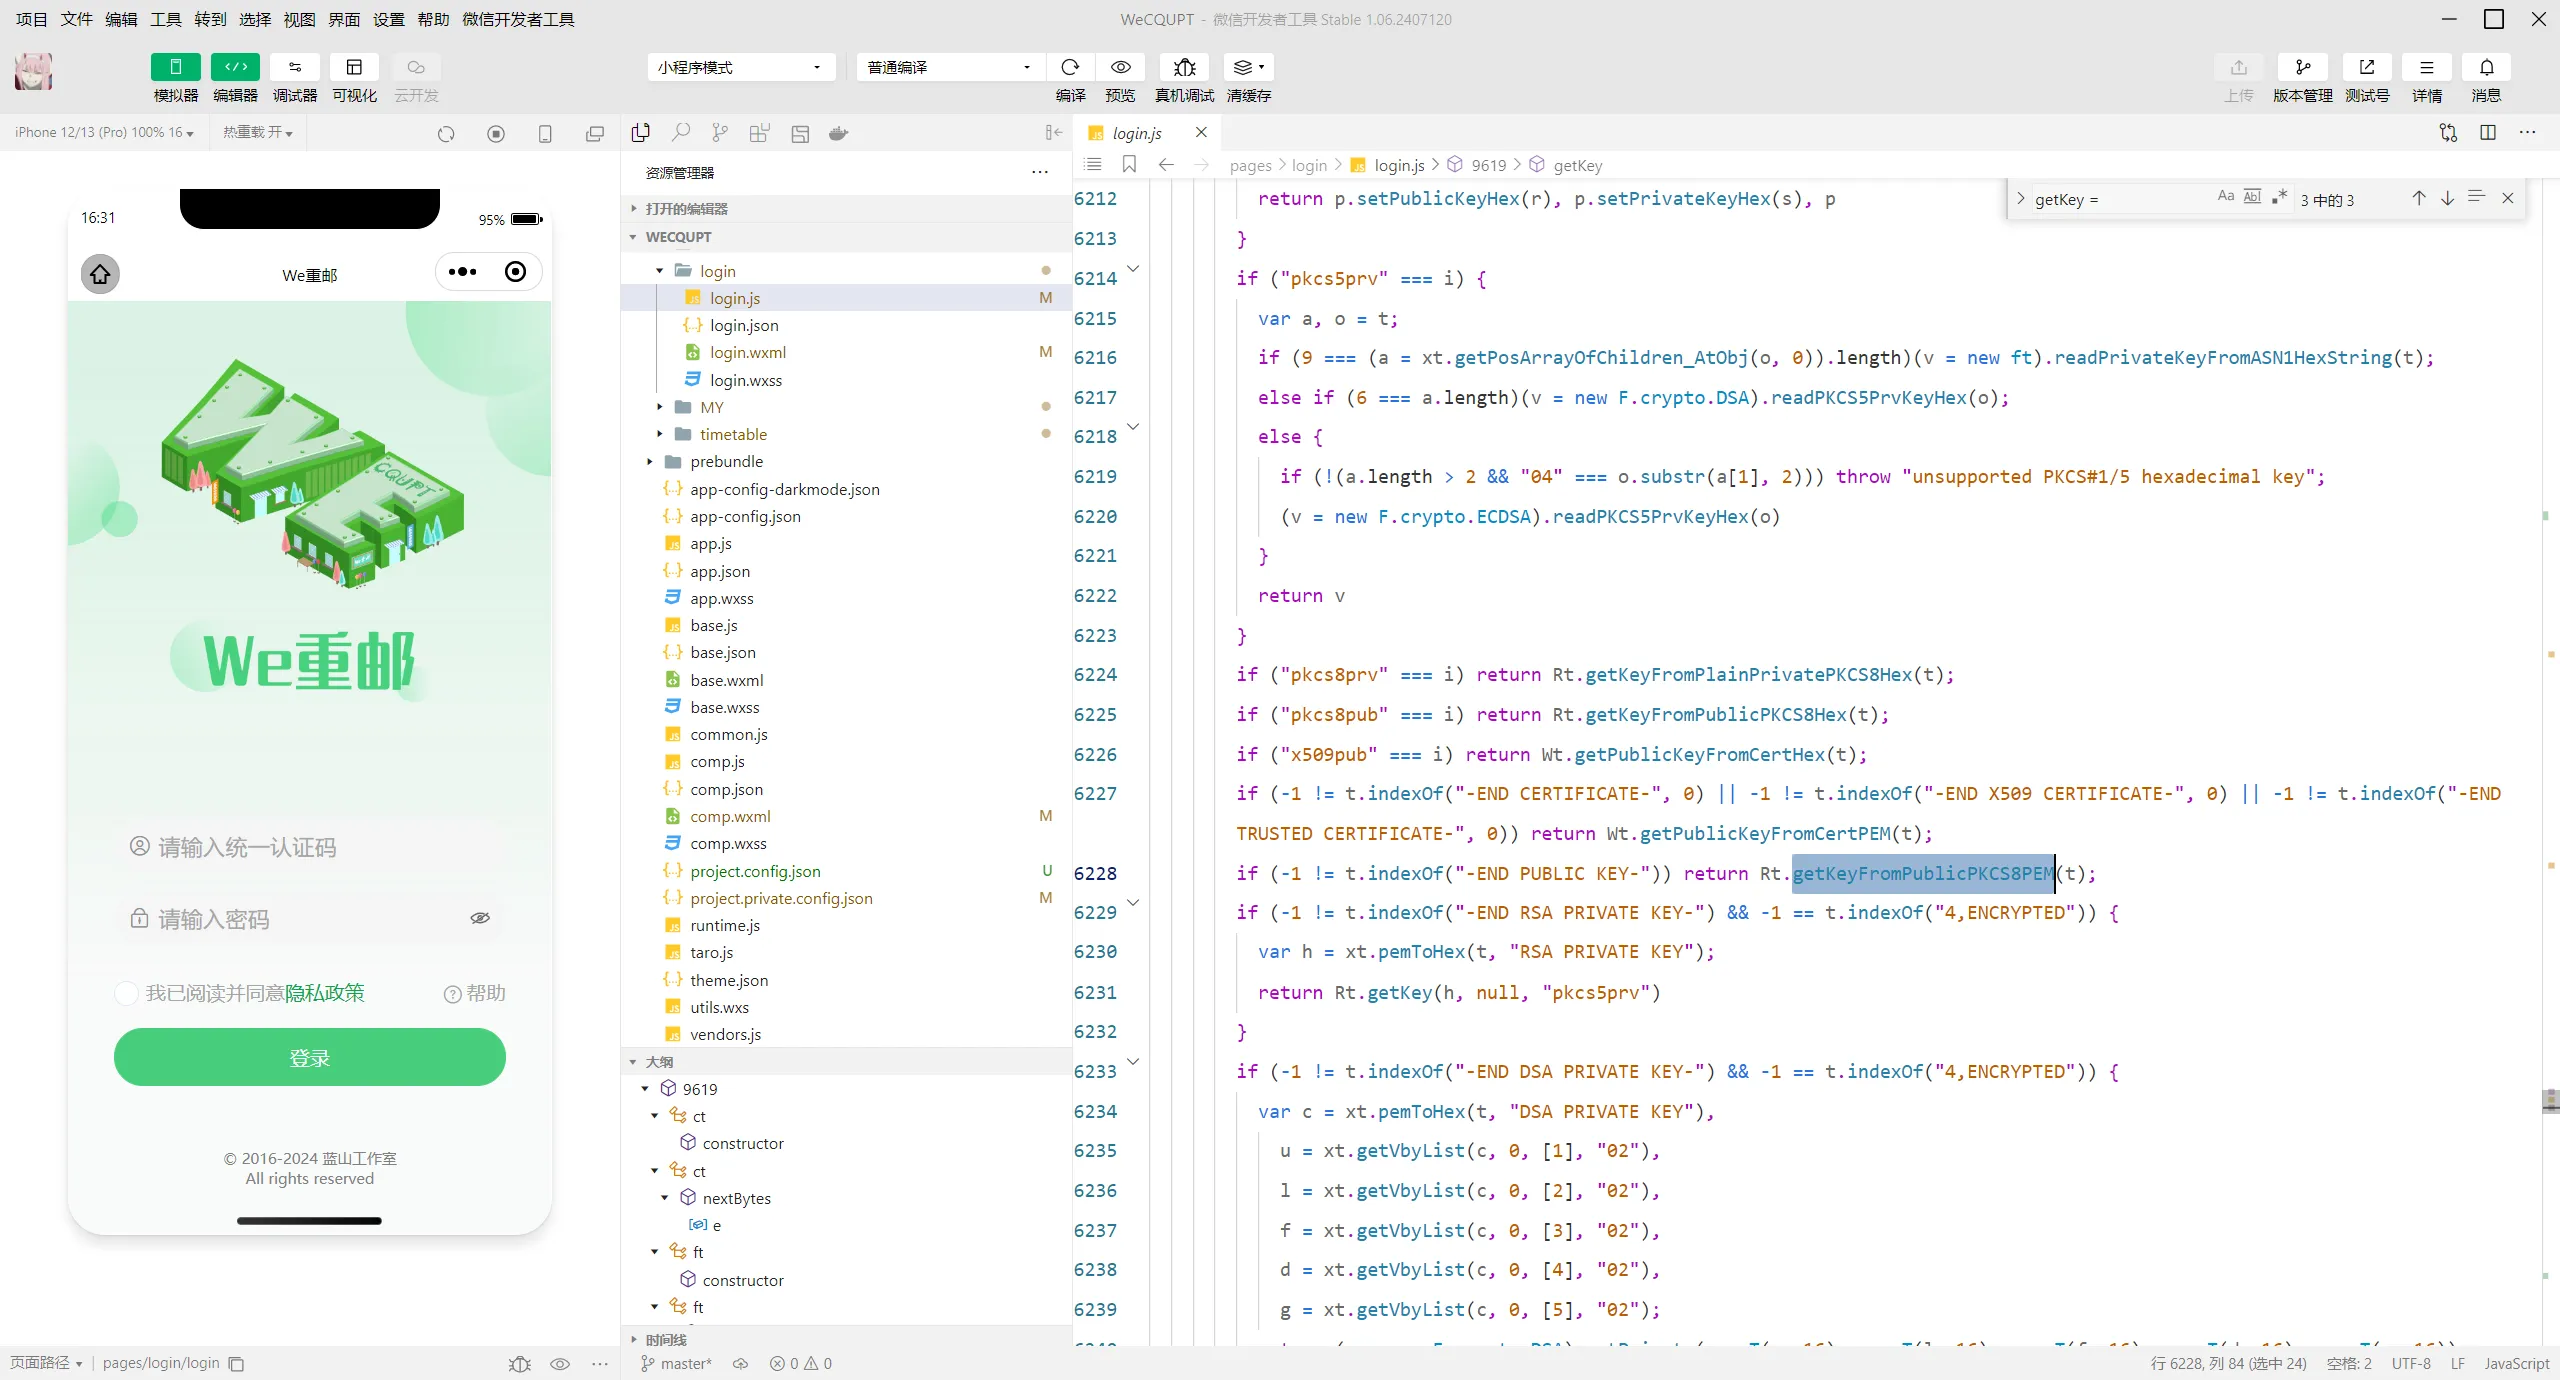 项目 文件 编辑 工具 转到 选择 视图 界面 设置 帮助 微信开发者工具
WeCQUPT - 微信开发者工具 Stable 1.06.2407120
模拟器 编辑器 调试器 可视化 云开发
小程序模式 普通编译
编译 预览 真机调试 清缓存
上传 版本管理 测试号 详情 消息
iPhone 12/13 (Pro) 100% 16 热重载 开
16:31
95%
We重邮
CQUPT
We重邮
请输入统一认证码
请输入密码
我已阅读并同意隐私政策
帮助
登录
© 2016-2024 蓝山工作室
All rights reserved
页面路径 | pages/login/login
资源管理器
打开的编辑器
WECQUPT
login
login.js M
login.json
login.wxml M
login.wxss
MY
timetable
prebundle
app-config-darkmode.json
app-config.json
app.js
app.json
app.wxss
base.js
base.json
base.wxml
base.wxss
common.js
comp.js
comp.json
comp.wxml M
comp.wxss
project.config.json U
project.private.config.json M
runtime.js
taro.js
theme.json
utils.wxs
vendors.js
大纲
9619
ct
constructor
ct
nextBytes
e
ft
constructor
ft
时间线
master* 0 0
login.js
pages > login > login.js > 9619 > getKey
getKey =
Aa Abl 3 中的 3
6212 return p.setPublicKeyHex(r), p.setPrivateKeyHex(s), p
6213 }
6214 if ("pkcs5prv" === i) {
6215 var a, o = t;
6216 if (9 === (a = xt.getPosArrayOfChildren_AtObj(o, 0)).length)(v = new ft).readPrivateKeyFromASN1HexString(t);
6217 else if (6 === a.length)(v = new F.crypto.DSA).readPKCS5PrvKeyHex(o);
6218 else {
6219 if (!(a.length > 2 && "04" === o.substr(a[1], 2))) throw "unsupported PKCS#1/5 hexadecimal key";
6220 (v = new F.crypto.ECDSA).readPKCS5PrvKeyHex(o)
6221 }
6222 return v
6223 }
6224 if ("pkcs8prv" === i) return Rt.getKeyFromPlainPrivatePKCS8Hex(t);
6225 if ("pkcs8pub" === i) return Rt.getKeyFromPublicPKCS8Hex(t);
6226 if ("x509pub" === i) return Wt.getPublicKeyFromCertHex(t);
6227 if (-1 != t.indexOf("-END CERTIFICATE-", 0) || -1 != t.indexOf("-END X509 CERTIFICATE-", 0) || -1 != t.indexOf("-END
TRUSTED CERTIFICATE-", 0)) return Wt.getPublicKeyFromCertPEM(t);
6228 if (-1 != t.indexOf("-END PUBLIC KEY-")) return Rt.getKeyFromPublicPKCS8PEM(t);
6229 if (-1 != t.indexOf("-END RSA PRIVATE KEY-") && -1 == t.indexOf("4,ENCRYPTED")) {
6230 var h = xt.pemToHex(t, "RSA PRIVATE KEY");
6231 return Rt.getKey(h, null, "pkcs5prv")
6232 }
6233 if (-1 != t.indexOf("-END DSA PRIVATE KEY-") && -1 == t.indexOf("4,ENCRYPTED")) {
6234 var c = xt.pemToHex(t, "DSA PRIVATE KEY"),
6235 u = xt.getVbyList(c, 0, [1], "02"),
6236 l = xt.getVbyList(c, 0, [2], "02"),
6237 f = xt.getVbyList(c, 0, [3], "02"),
6238 d = xt.getVbyList(c, 0, [4], "02"),
6239 g = xt.getVbyList(c, 0, [5], "02");
行 6228, 列 84 (选中 24) 空格: 2 UTF-8 LF JavaScript